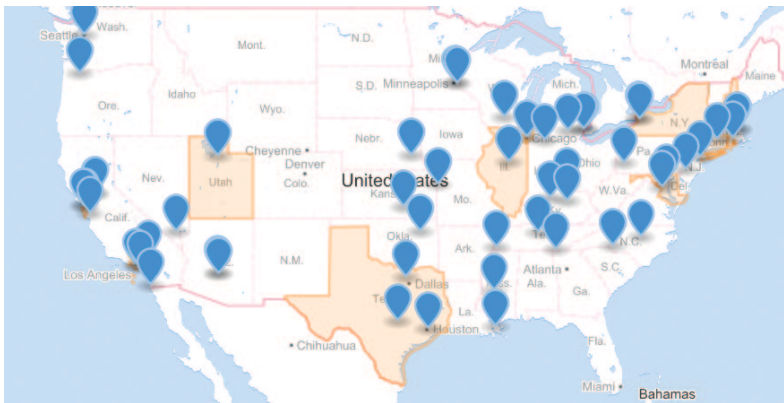 Wash.
Seattle
Mont.
N.D.
Minneapolis
Montréal
Maine
Ore.
Idaho
S.D.
Mich.
Wyo.
N.Y.
Nebr.
Iowa
Chicago
Cheyenne
Nev.
Utah
Denver
Colo.
United States
Ill.
Ohio
Pa.
N.J.
Del
Kans
Mo.
W.Va.
Calif.
Okla.
Ark.
N.C.
Los Angeles
N.M.
S.C.
Atlanta
Dallas
Miss.
Ala.
Ga.
La.
Houston
Chihuahua
Fla.
Miami
Bahamas